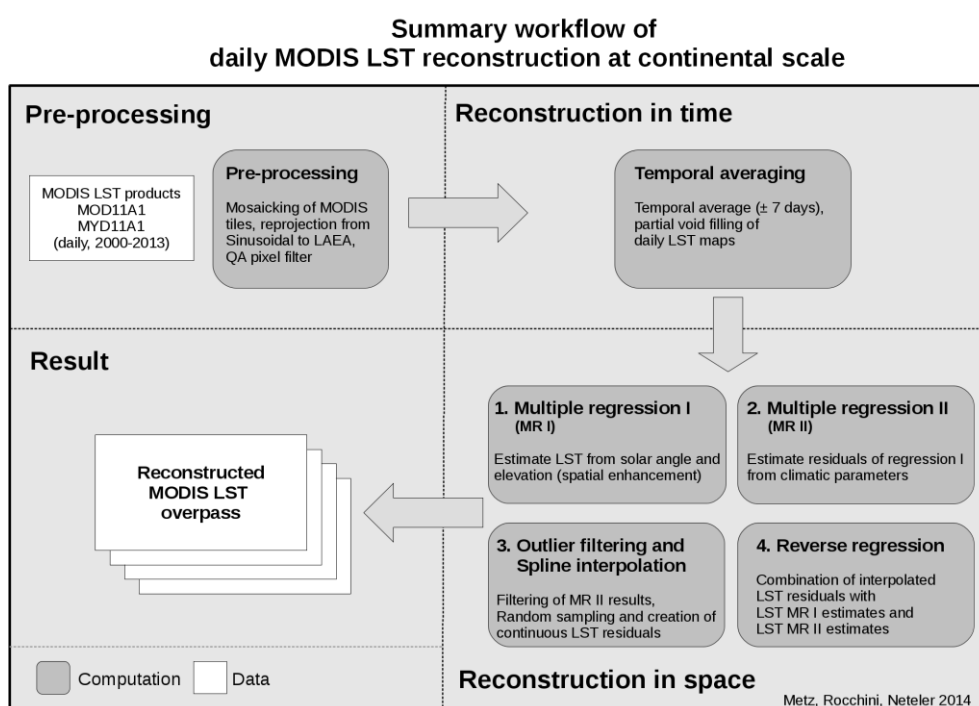 Summary workflow of
daily MODIS LST reconstruction at continental scale
Pre-processing
MODIS LST products
MOD11A1
MYD11A1
(daily, 2000-2013)
Pre-processing
Mosaicking of MODIS
tiles, reprojection from
Sinusoidal to LAEA,
QA pixel filter
Reconstruction in time
Temporal averaging
Temporal average (± 7 days),
partial void filling of
daily LST maps
1. Multiple regression I
(MR I)
Estimate LST from solar angle and
elevation (spatial enhancement)
2. Multiple regression II
(MR II)
Estimate residuals of regression I
from climatic parameters
3. Outlier filtering and
Spline interpolation
Filtering of MR II results,
Random sampling and creation of
continuous LST residuals
4. Reverse regression
Combination of interpolated
LST residuals with
LST MR I estimates and
LST MR II estimates
Reconstruction in space
Result
Reconstructed
MODIS LST
overpass
Computation
Data
Metz, Rocchini, Neteler 2014